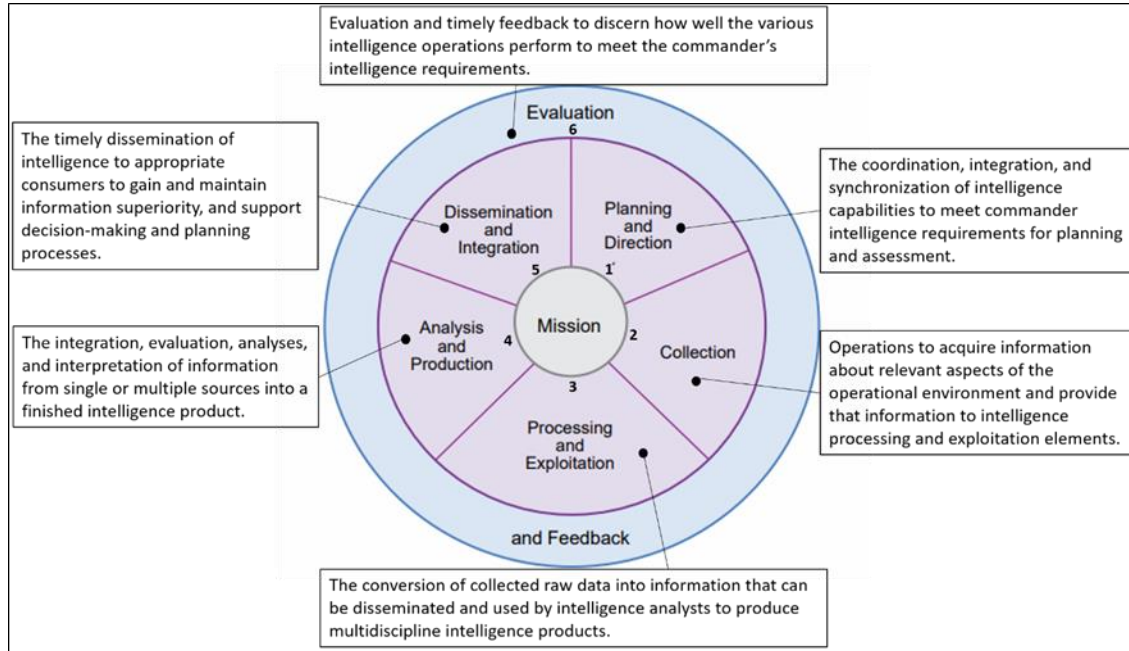 Evaluation and timely feedback to discern how well the various
intelligence operations perform to meet the commander's
intelligence requirements.
Evaluation
6
The timely dissemination of
intelligence to appropriate
consumers to gain and maintain
information superiority, and support
decision-making and planning
processes.
The coordination, integration, and
synchronization of intelligence
capabilities to meet commander
intelligence requirements for planning
and assessment.
Dissemination
and
Integration
5
Planning
and
Direction
1
Mission
Analysis
and
Production
4
2
Collection
3
The integration, evaluation, analyses,
and interpretation of information
from single or multiple sources into a
finished intelligence product.
Operations to acquire information
about relevant aspects of the
operational environment and provide
that information to intelligence
processing and exploitation elements.
Processing
and
Exploitation
and Feedback
The conversion of collected raw data into information that can
be disseminated and used by intelligence analysts to produce
multidiscipline intelligence products.